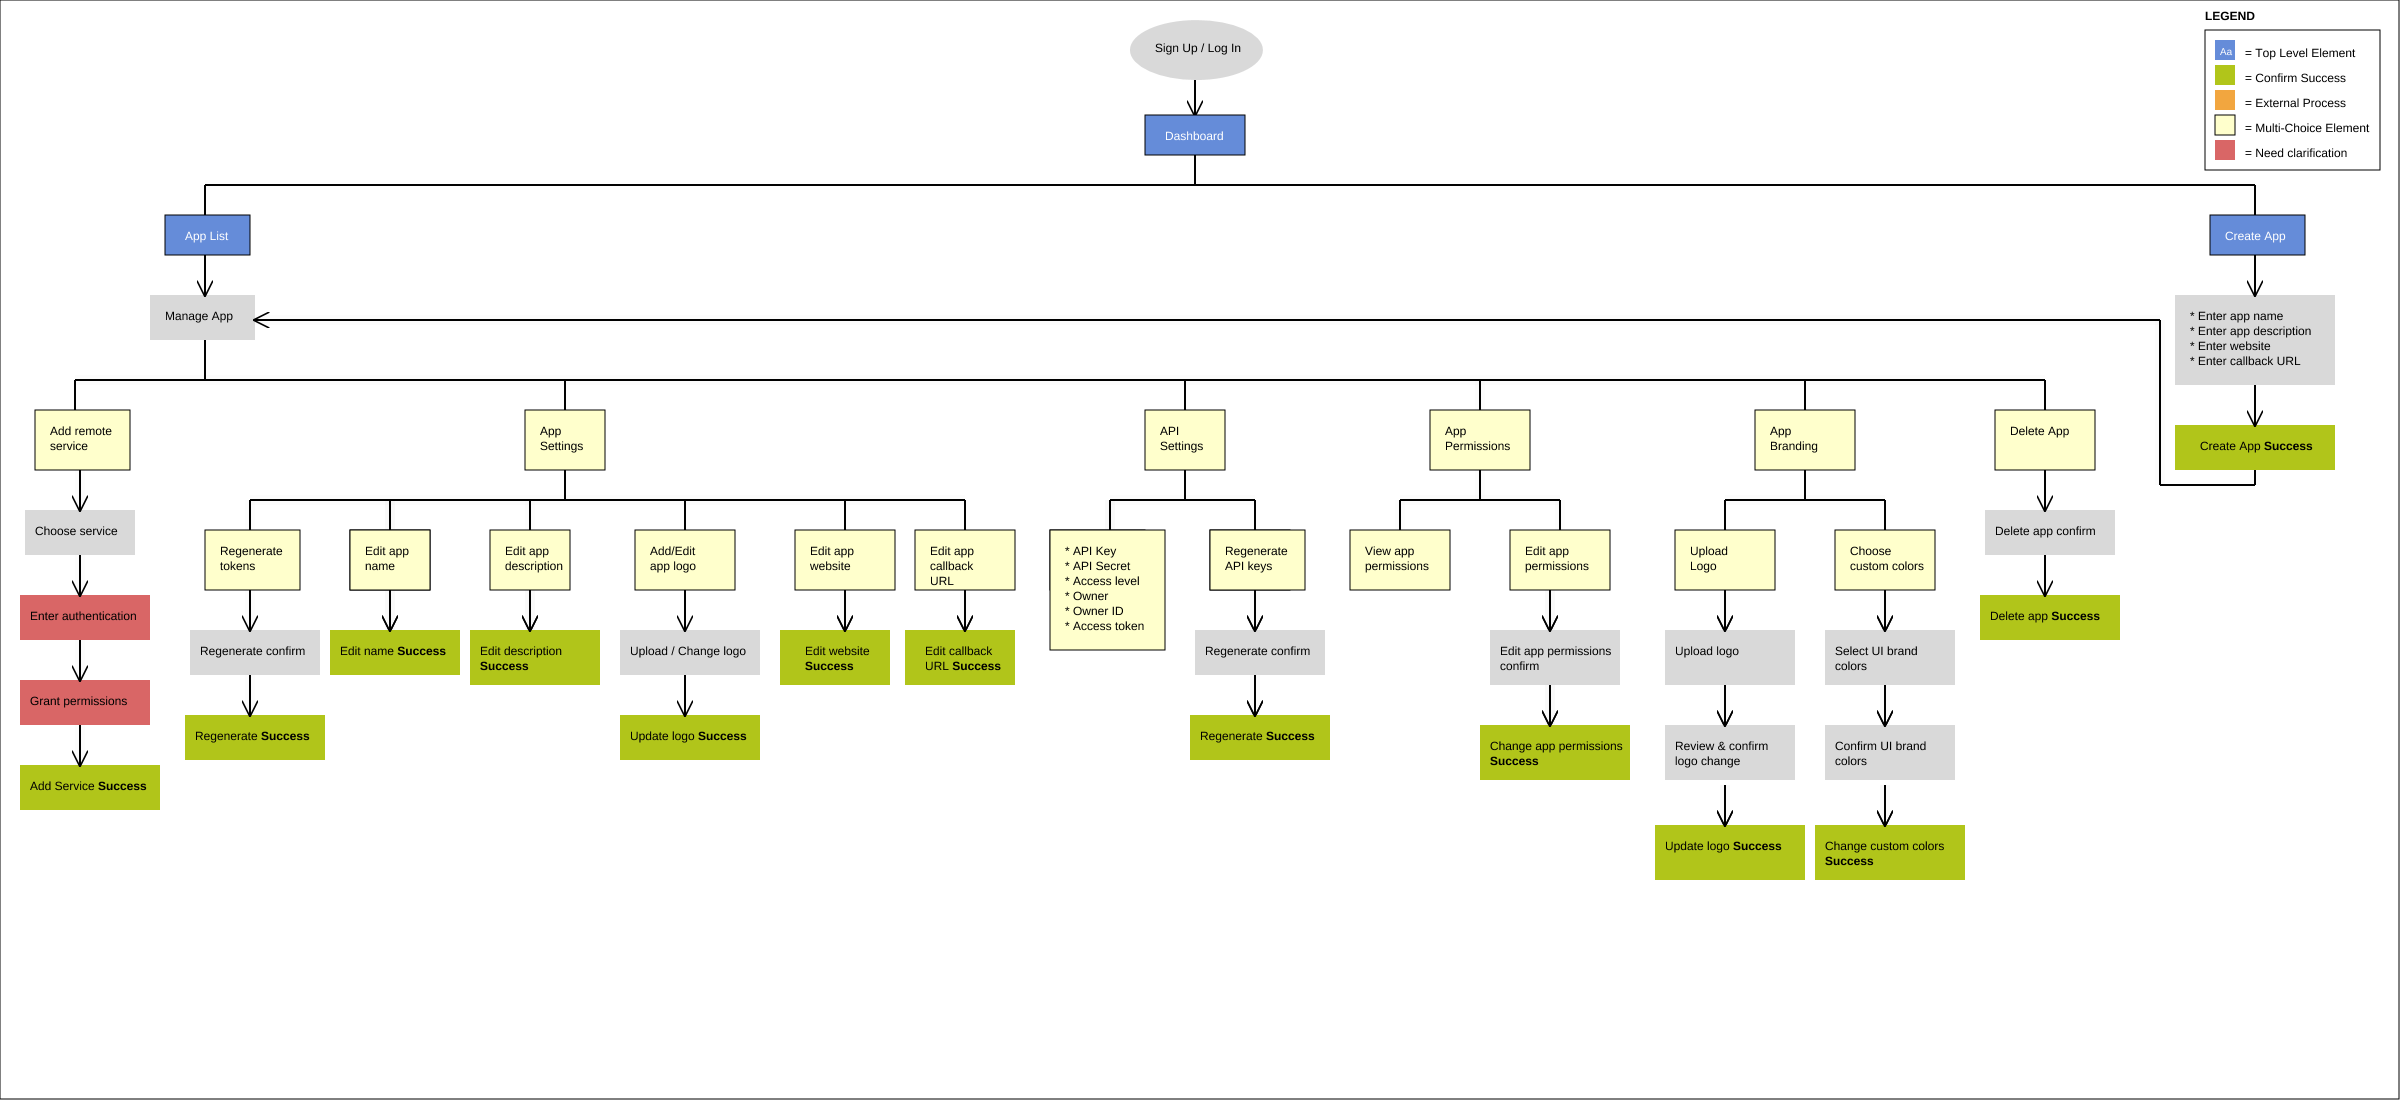 LEGEND
Aa = Top Level Element
= Confirm Success
= External Process
= Multi-Choice Element
= Need clarification
Sign Up / Log In
Dashboard
App List
Create App
Manage App
* Enter app name
* Enter app description
* Enter website
* Enter callback URL
Create App Success
Add remote
service
App
Settings
API
Settings
App
Permissions
App
Branding
Delete App
Choose service
Enter authentication
Grant permissions
Add Service Success
Regenerate
tokens
Regenerate confirm
Regenerate Success
Edit app
name
Edit name Success
Edit app
description
Edit description
Success
Add/Edit
app logo
Upload / Change logo
Update logo Success
Edit app
website
Edit website
Success
Edit app
callback
URL
Edit callback
URL Success
* API Key
* API Secret
* Access level
* Owner
* Owner ID
* Access token
Regenerate
API keys
Regenerate confirm
Regenerate Success
View app
permissions
Edit app
permissions
Edit app permissions
confirm
Change app permissions
Success
Upload
Logo
Upload logo
Review & confirm
logo change
Update logo Success
Choose
custom colors
Select UI brand
colors
Confirm UI brand
colors
Change custom colors
Success
Delete app confirm
Delete app Success